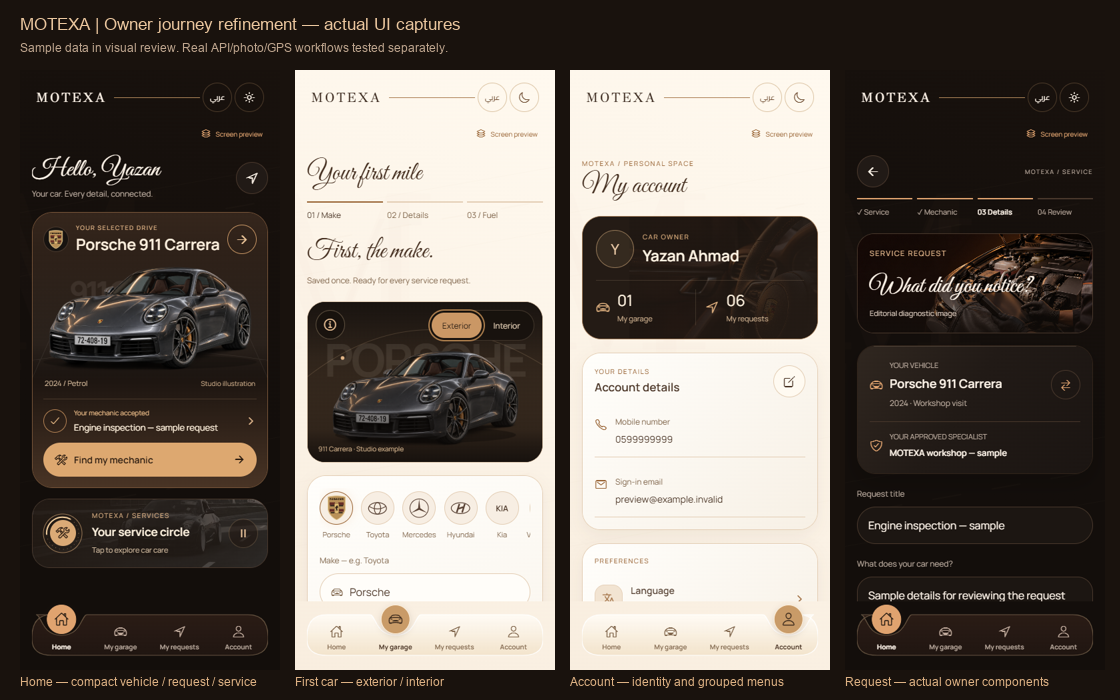 MOTEXA | Owner journey refinement — actual UI captures
Sample data in visual review. Real API/photo/GPS workflows tested separately.
MOTEXA
عربي
Screen preview
Hello, Yazan
Your car. Every detail, connected.
YOUR SELECTED DRIVE
Porsche 911 Carrera
911
72-408-19
2024 / Petrol
Studio illustration
Your mechanic accepted
Engine inspection — sample request
Find my mechanic
MOTEXA / SERVICES
Your service circle
Tap to explore car care
Home
My garage
My requests
Account
Home — compact vehicle / request / service
MOTEXA
عربي
Screen preview
Your first mile
01 / Make
02 / Details
03 / Fuel
First, the make.
Saved once. Ready for every service request.
Exterior
Interior
PORSCHE
72-408-19
911 Carrera · Studio example
KIA
Porsche
Toyota
Mercedes
Hyundai
Kia
Make — e.g. Toyota
Porsche
Home
My garage
My requests
Account
First car — exterior / interior
MOTEXA
عربي
Screen preview
MOTEXA / PERSONAL SPACE
My account
Y
CAR OWNER
Yazan Ahmad
01
My garage
06
My requests
YOUR DETAILS
Account details
Mobile number
0599999999
Sign-in email
preview@example.invalid
PREFERENCES
Language
Home
My garage
My requests
Account
Account — identity and grouped menus
MOTEXA
عربي
Screen preview
MOTEXA / SERVICE
✓ Service
✓ Mechanic
03 Details
04 Review
SERVICE REQUEST
What did you notice?
Editorial diagnostic image
YOUR VEHICLE
Porsche 911 Carrera
2024 · Workshop visit
YOUR APPROVED SPECIALIST
MOTEXA workshop — sample
Request title
Engine inspection — sample
What does your car need?
Sample details for reviewing the request
Home
My garage
My requests
Account
Request — actual owner components